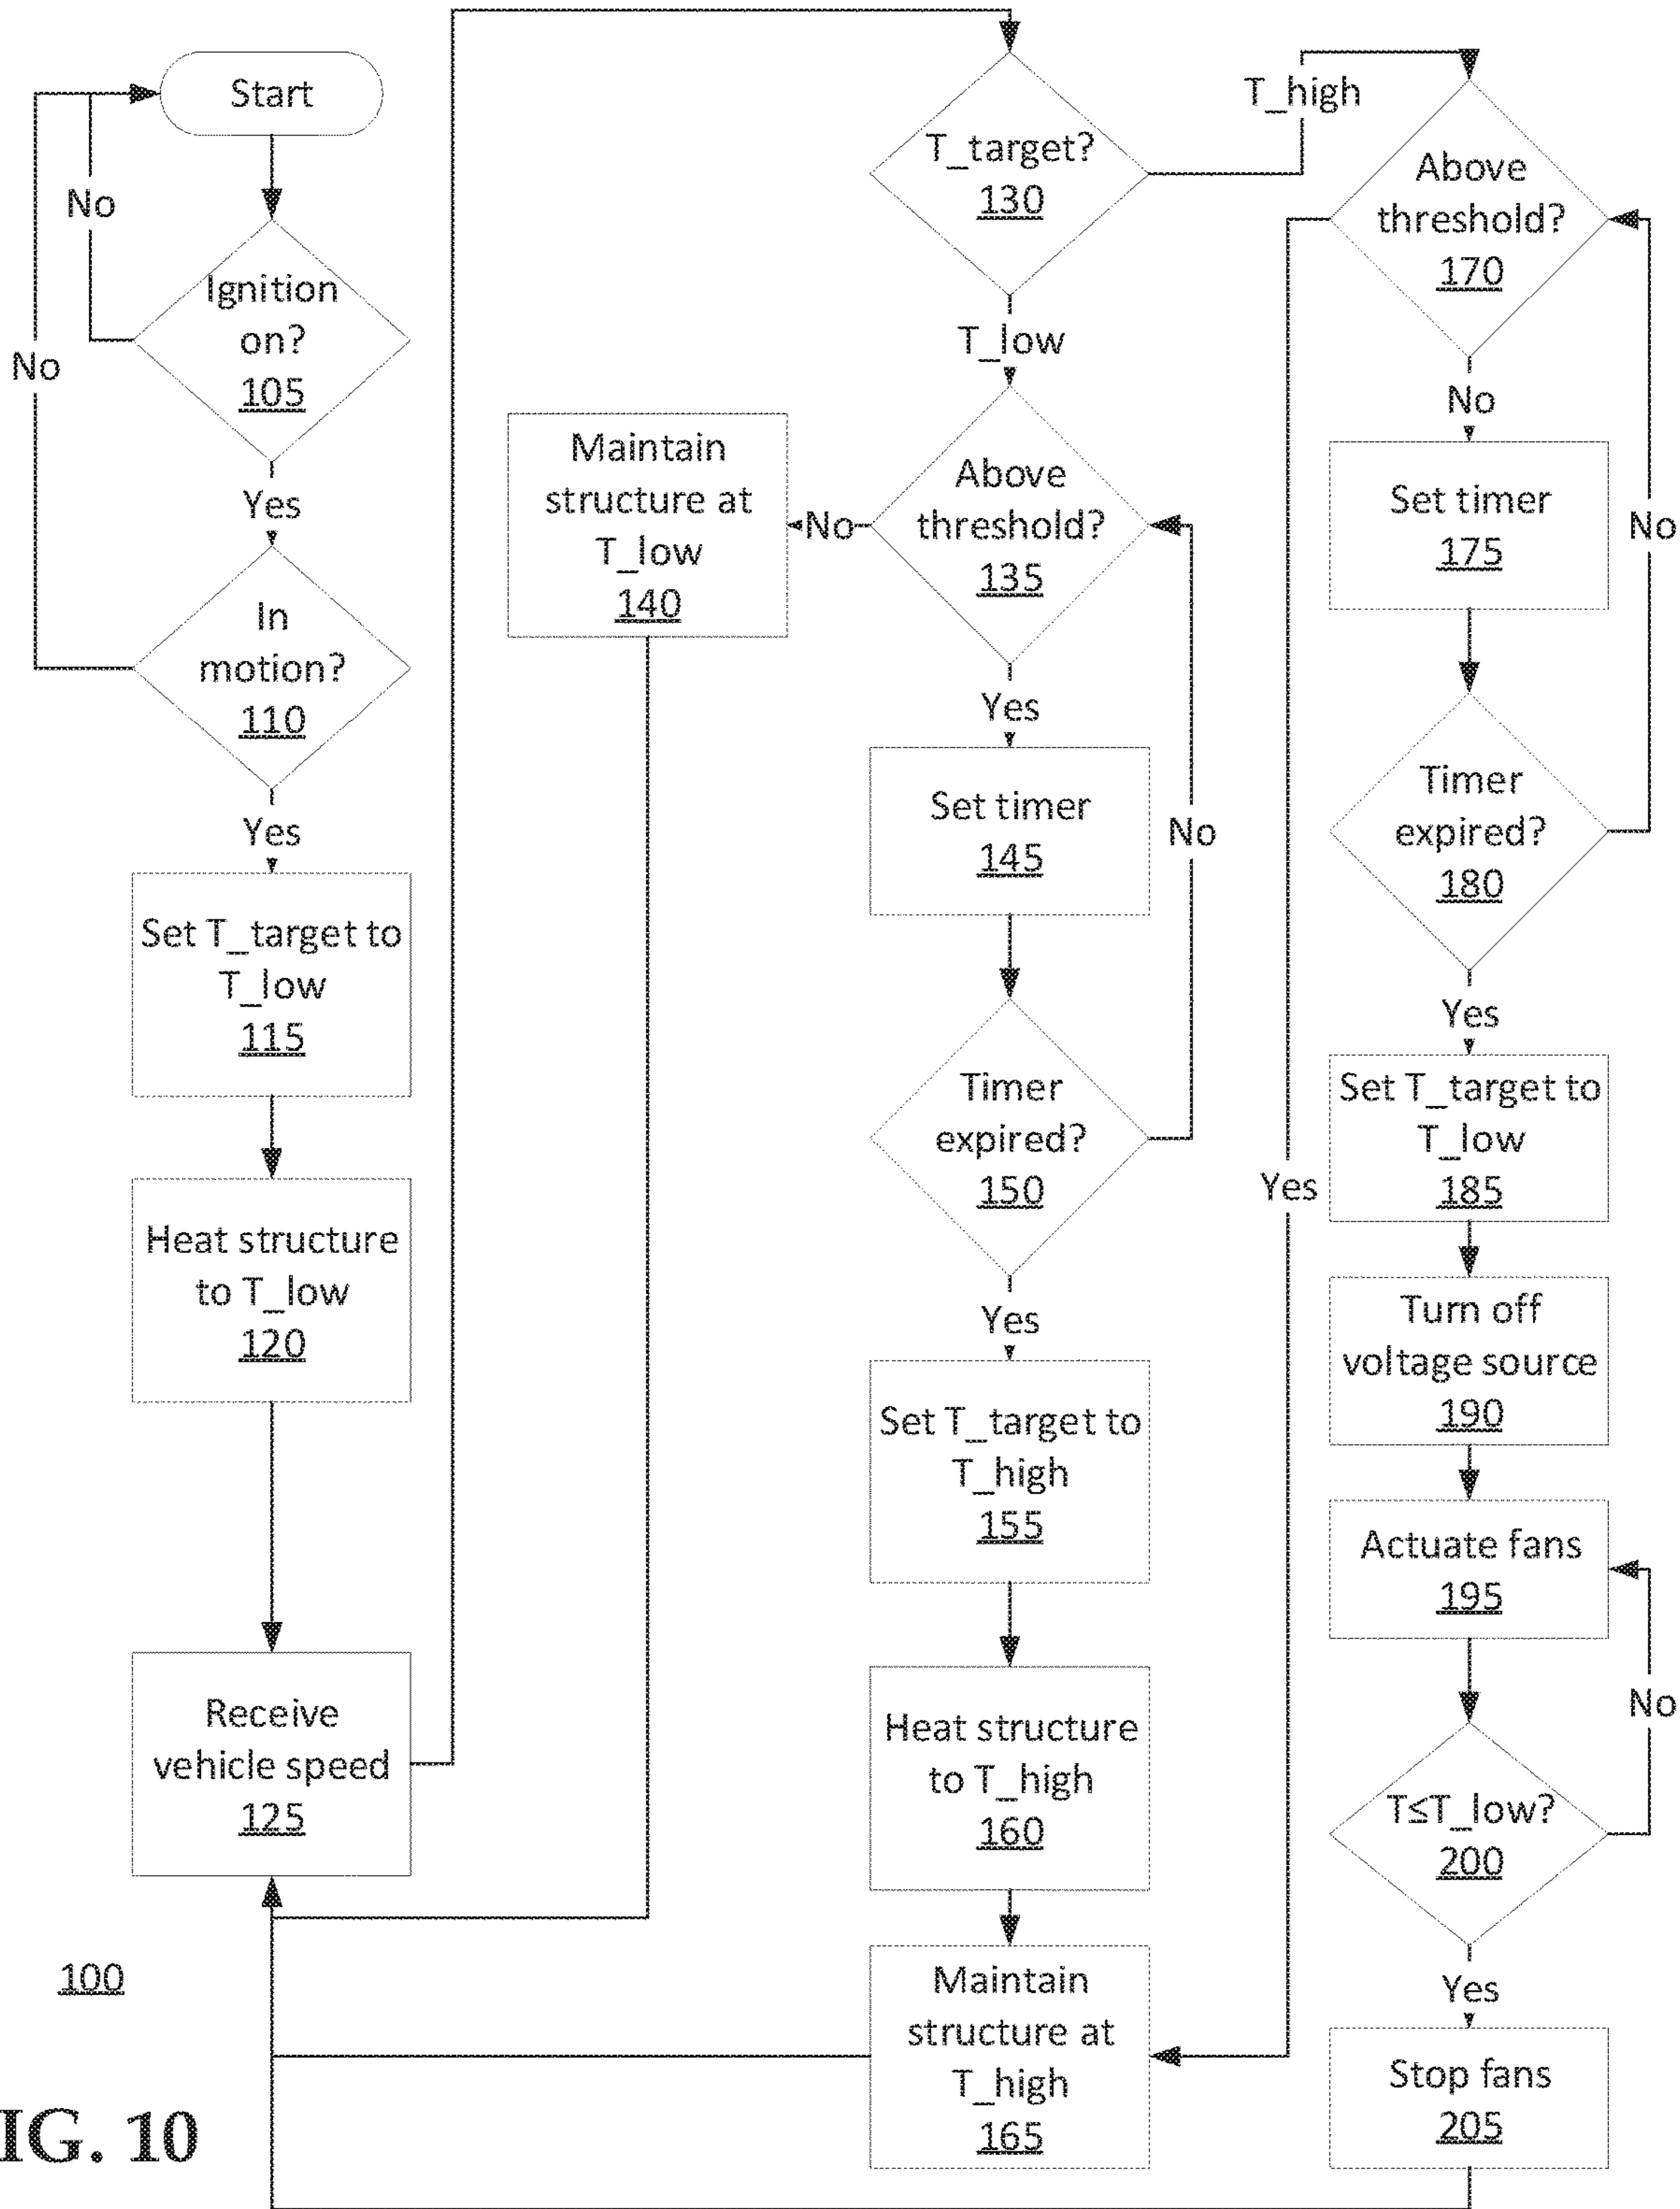 Start
No
Ignition
on?
105
No
Yes
In
motion?
110
Yes
Set T_target to
T_low
115
Heat structure
to T_low
120
Receive
vehicle speed
125
T_target?
130
T_high
T_low
Maintain
structure at
T_low
140
No
Above
threshold?
135
Yes
Set timer
145
No
Timer
expired?
150
Yes
Set T_target to
T_high
155
Heat structure
to T_high
160
Maintain
structure at
T_high
165
Above
threshold?
170
Yes
No
Set timer
175
No
Timer
expired?
180
Yes
Set T_target to
T_low
185
Turn off
voltage source
190
Actuate fans
195
No
T≤T_low?
200
Yes
Stop fans
205
100
IG. 10